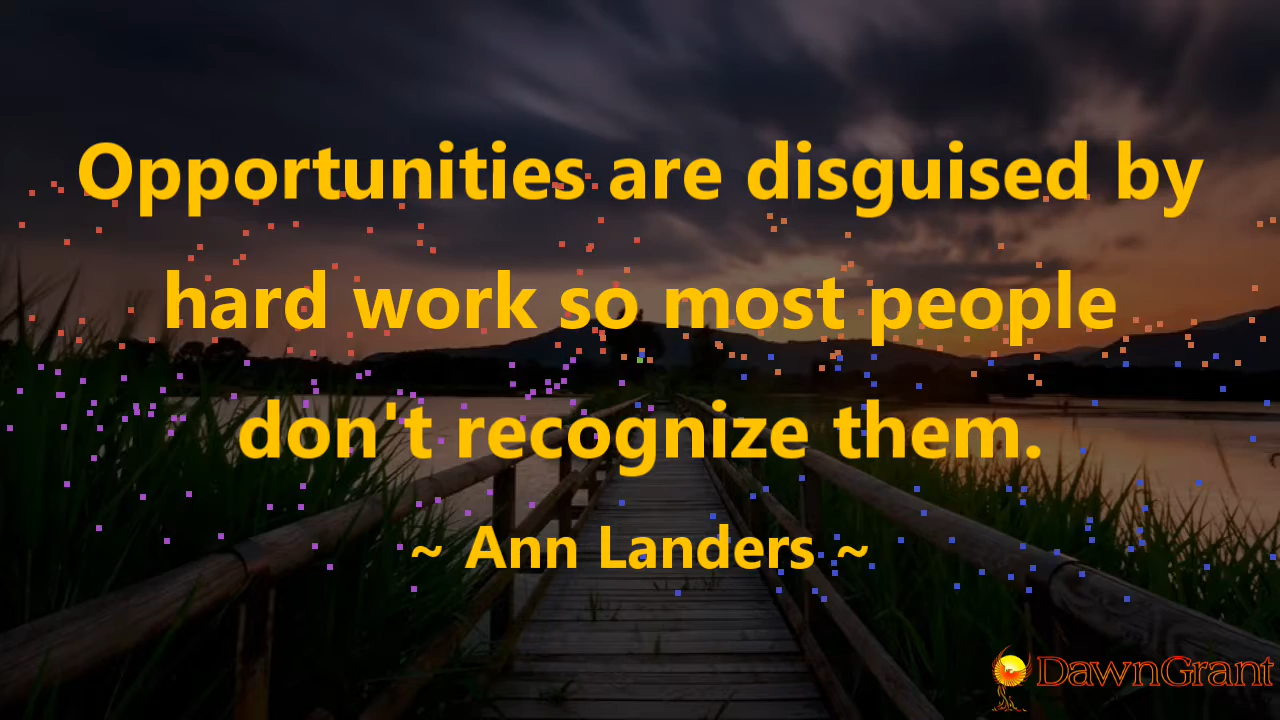 Opportunities are disguised by
hard work so most people
don't recognize them.
~ Ann Landers ~
DawnGrant